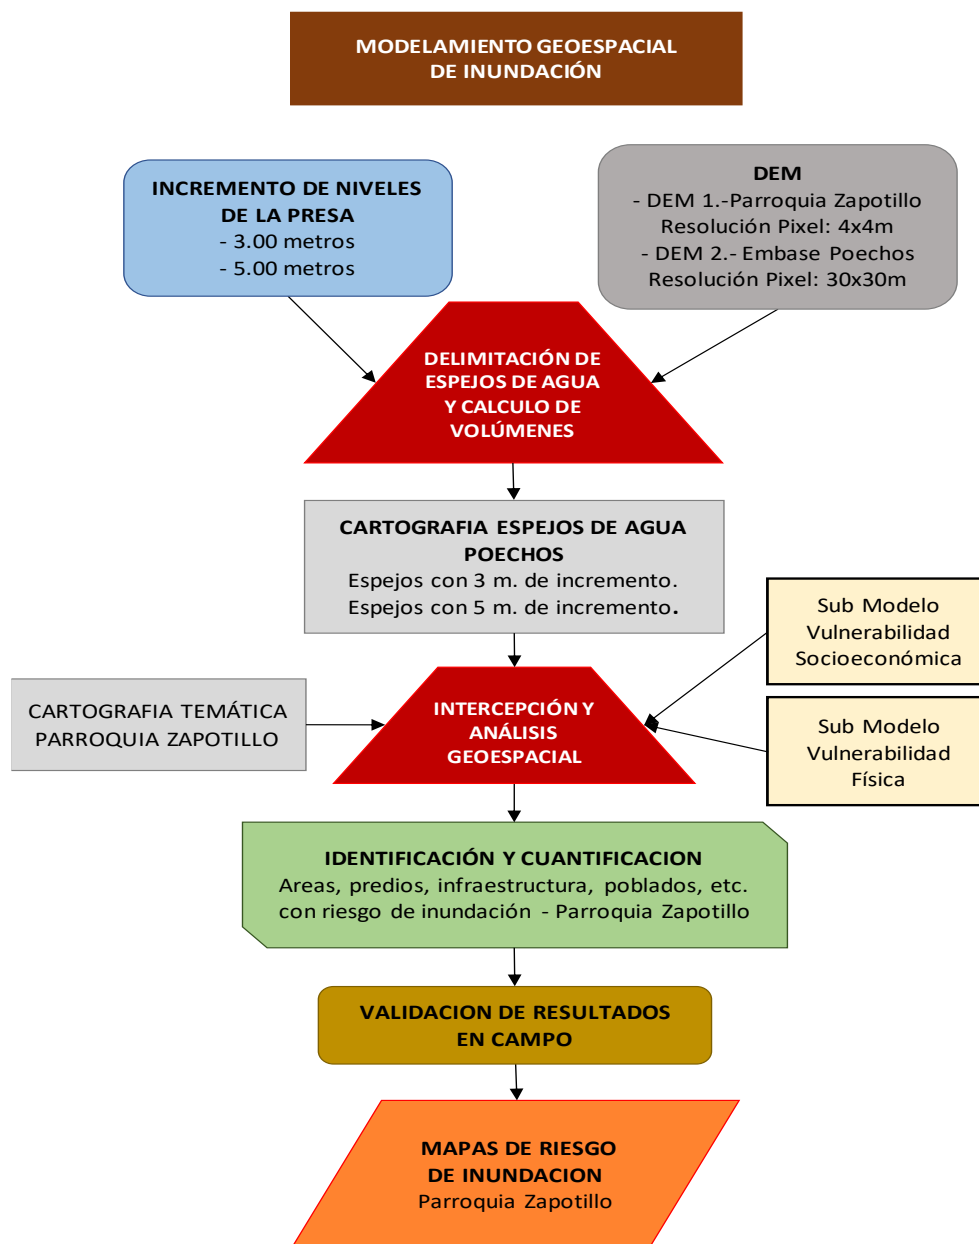 MODELAMIENTO GEOESPACIAL
DE INUNDACIÓN
INCREMENTO DE NIVELES
DE LA PRESA
- 3.00 metros
- 5.00 metros
DEM
- DEM 1.-Parroquia Zapotillo
Resolución Pixel: 4x4m
- DEM 2.- Embase Poechos
Resolución Pixel: 30x30m
DELIMITACIÓN DE
ESPEJOS DE AGUA
Y CALCULO DE
VOLÚMENES
CARTOGRAFIA ESPEJOS DE AGUA
POECHOS
Espejos con 3 m. de incremento.
Espejos con 5 m. de incremento.
Sub Modelo
Vulnerabilidad
Socioeconómica
CARTOGRAFIA TEMÁTICA
PARROQUIA ZAPOTILLO
INTERCEPCIÓN Y
ANÁLISIS
GEOESPACIAL
Sub Modelo
Vulnerabilidad
Física
IDENTIFICACIÓN Y CUANTIFICACION
Areas, predios, infraestructura, poblados, etc.
con riesgo de inundación - Parroquia Zapotillo
VALIDACION DE RESULTADOS
EN CAMPO
MAPAS DE RIESGO
DE INUNDACION
Parroquia Zapotillo